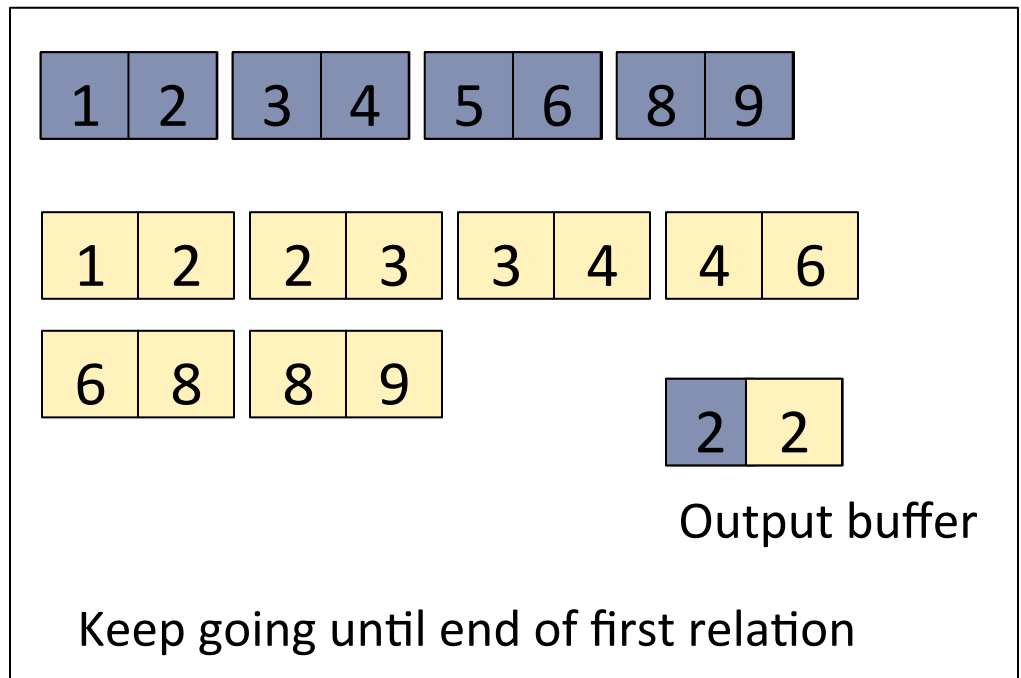 1 2 3 4 5 6 8 9
1 2 2 3 3 4 4 6
6 8 8 9
2 2
Output buffer
Keep going until end of first relation